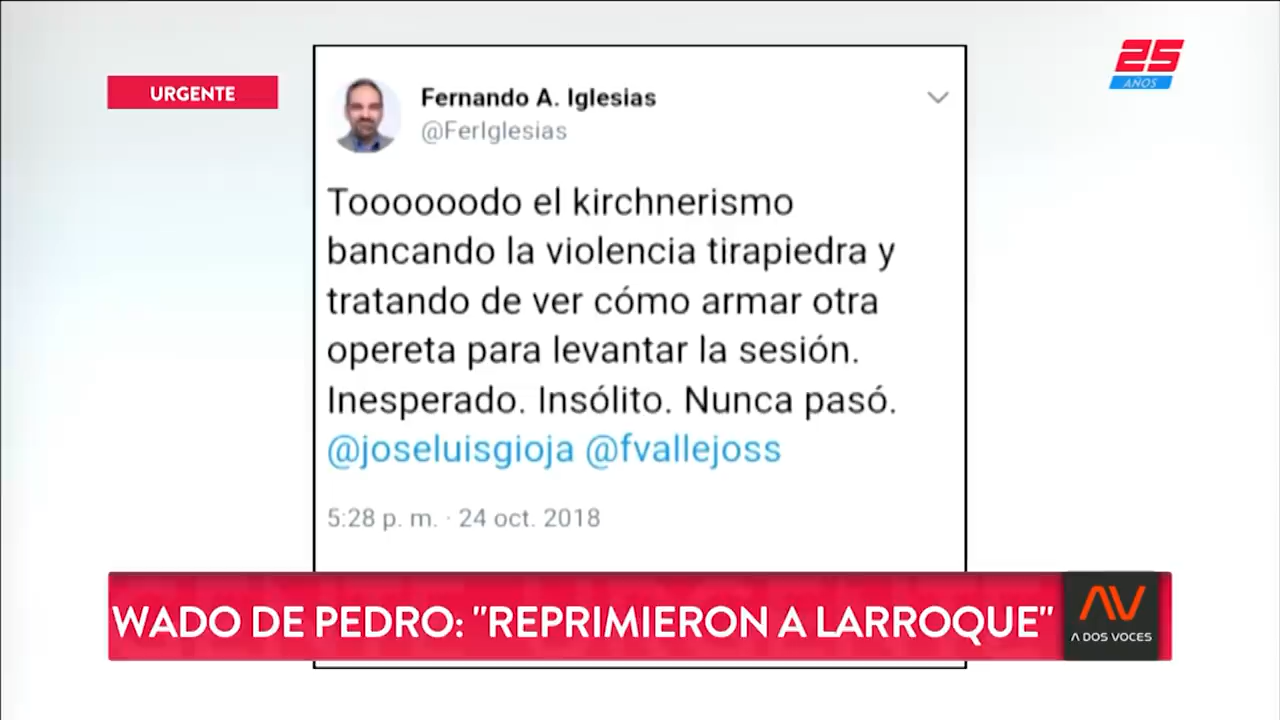 URGENTE
25
AÑOS
Fernando A. Iglesias
@FerIglesias
Toooooodo el kirchnerismo
bancando la violencia tirapiedra y
tratando de ver cómo armar otra
opereta para levantar la sesión.
Inesperado. Insólito. Nunca pasó.
@joseluisgioja @fvallejoss
5:28 p. m. · 24 oct. 2018
WADO DE PEDRO: "REPRIMIERON A LARROQUE"
AV
A DOS VOCES